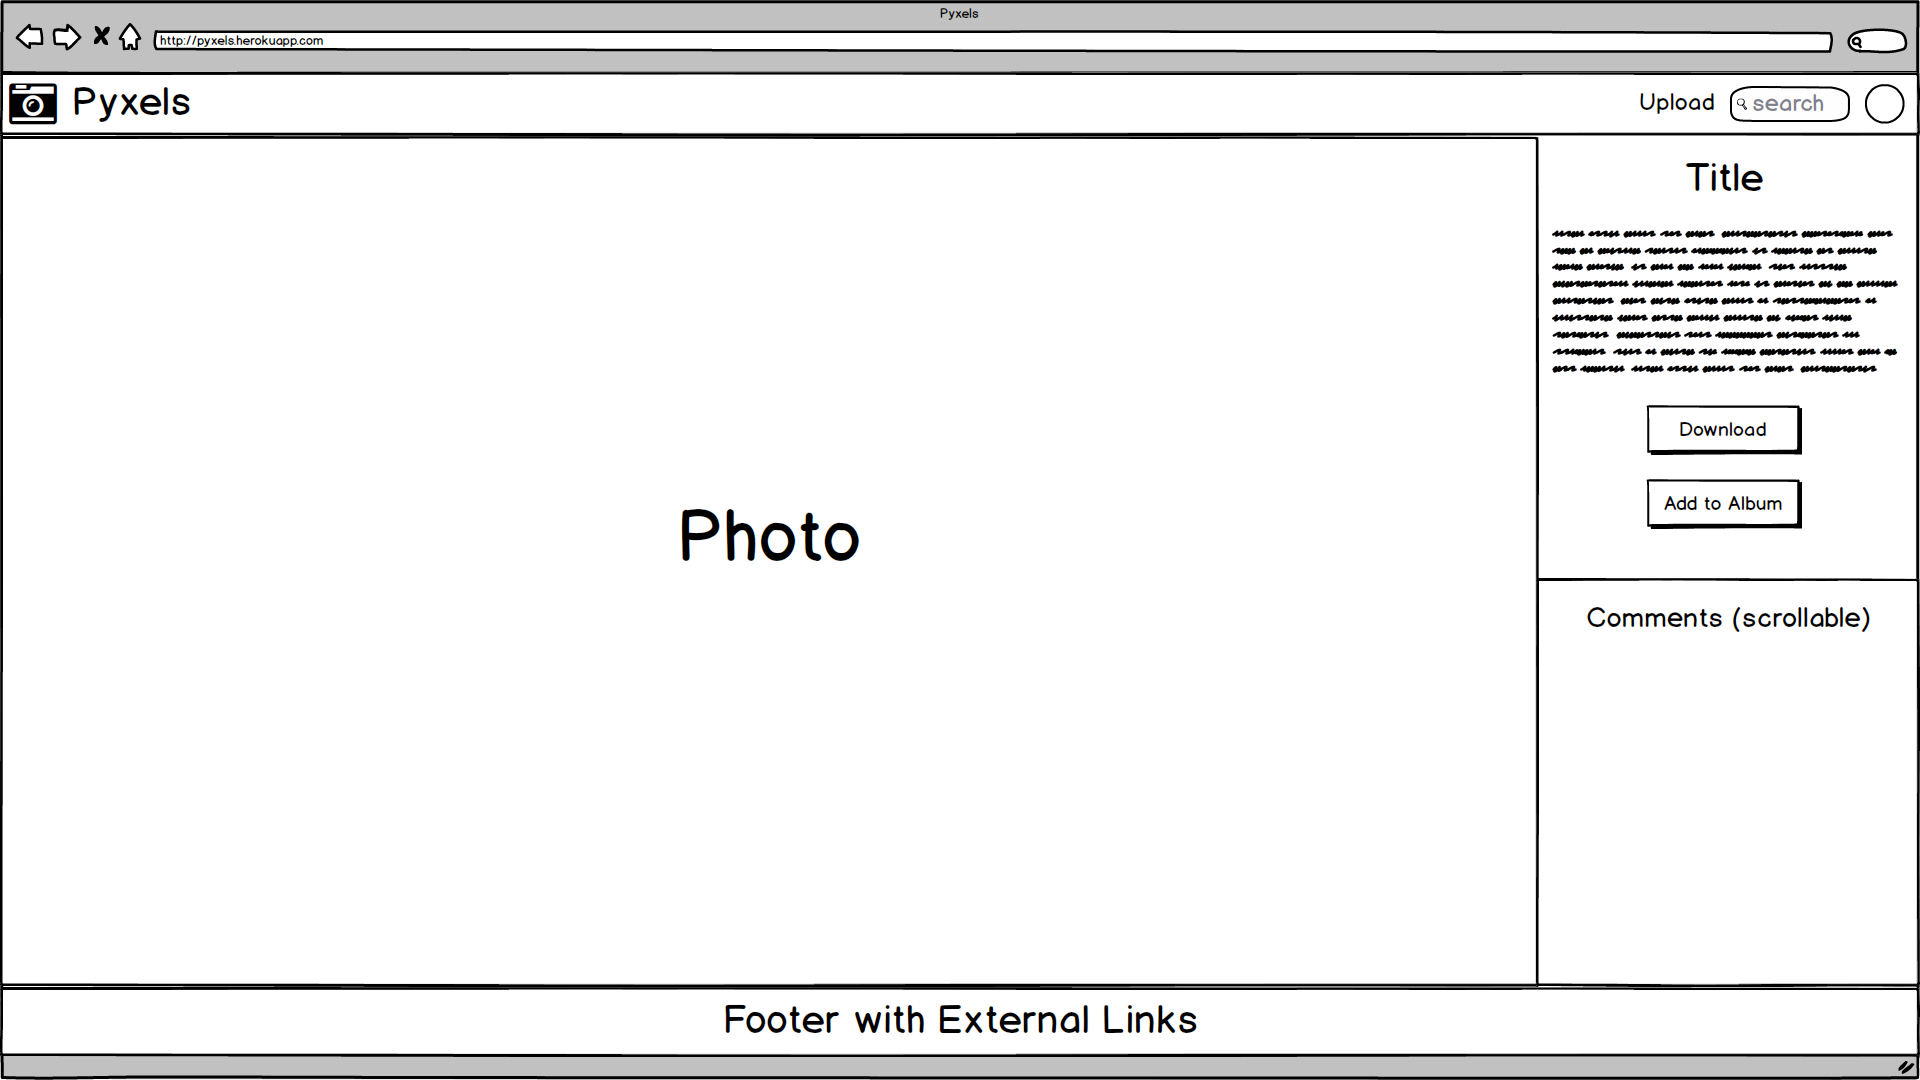 Pyxels
http://pyxels.herokuapp.com
Pyxels
Upload
search
Title
Download
Add to Album
Photo
Comments (scrollable)
Footer with External Links